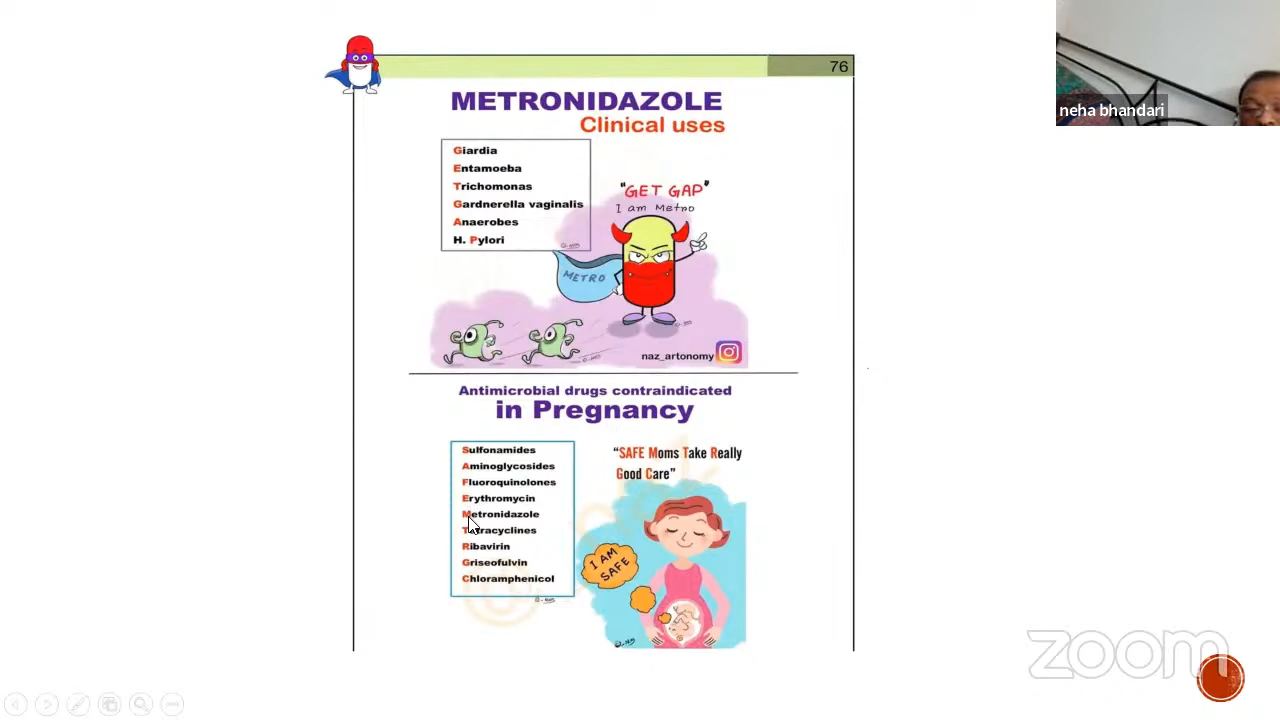 76
METRONIDAZOLE
Clinical uses
Giardia
Entamoeba
Trichomonas
Gardnerella vaginalis
Anaerobes
H. Pylori
"GET GAP"
I am Metro
METRO
naz_artonomy
Antimicrobial drugs contraindicated
in Pregnancy
Sulfonamides
Aminoglycosides
Fluoroquinolones
Erythromycin
Metronidazole
Tetracyclines
Ribavirin
Griseofulvin
Chloramphenicol
"SAFE Moms Take Really
Good Care"
I AM
SAFE
neha bhandari
zoom